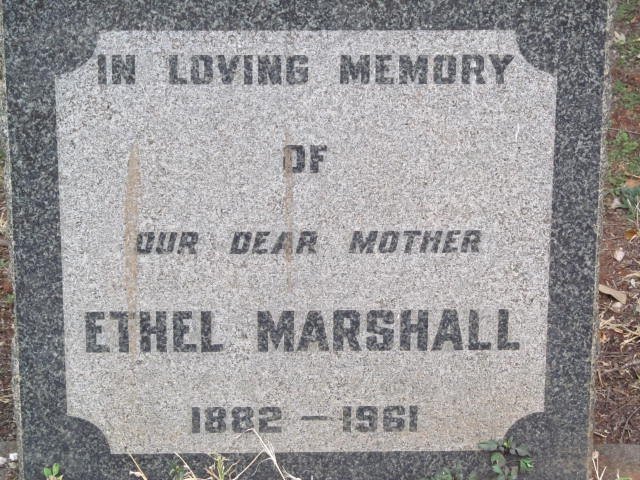 IN LOVING MEMORY
OF
OUR DEAR MOTHER
ETHEL MARSHALL
1882 – 1961